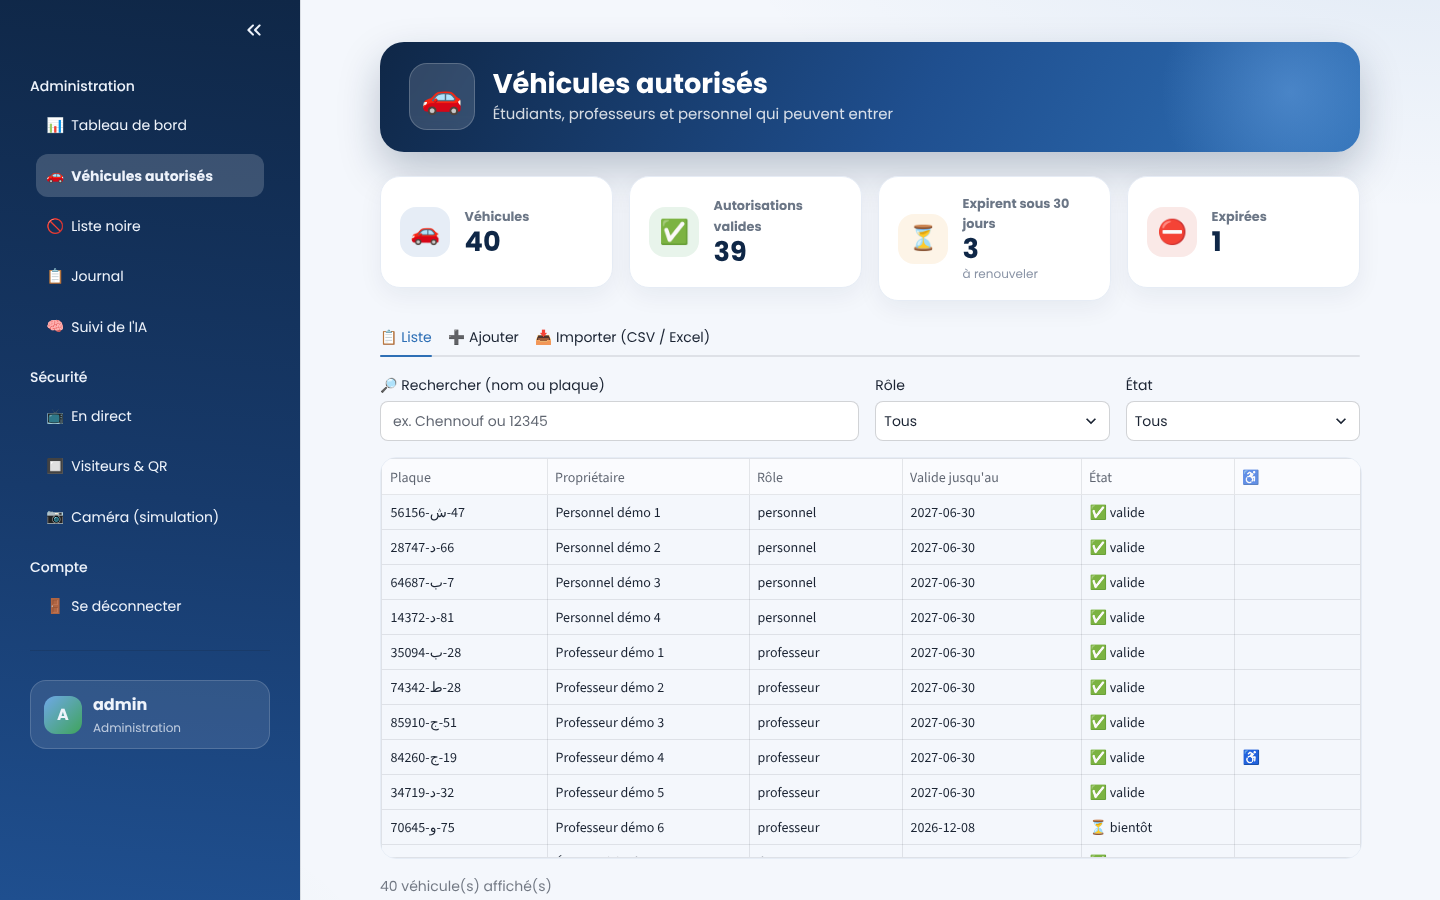 Administration
📊 Tableau de bord
🚗 Véhicules autorisés
🚫 Liste noire
📋 Journal
🧠 Suivi de l'IA
Sécurité
📺 En direct
🔲 Visiteurs & QR
📷 Caméra (simulation)
Compte
🚪 Se déconnecter
A
admin
Administration
Véhicules autorisés
Étudiants, professeurs et personnel qui peuvent entrer
Véhicules
40
Autorisations
valides
39
Expirent sous 30
jours
3
à renouveler
Expirées
1
📋 Liste ➕ Ajouter 📥 Importer (CSV / Excel)
🔎 Rechercher (nom ou plaque) Rôle État
ex. Chennouf ou 12345 Tous Tous
Plaque Propriétaire Rôle Valide jusqu'au État ♿
56156-ش-47 Personnel démo 1 personnel 2027-06-30 ✅ valide
28747-د-66 Personnel démo 2 personnel 2027-06-30 ✅ valide
64687-ب-7 Personnel démo 3 personnel 2027-06-30 ✅ valide
14372-د-81 Personnel démo 4 personnel 2027-06-30 ✅ valide
35094-ب-28 Professeur démo 1 professeur 2027-06-30 ✅ valide
74342-ط-28 Professeur démo 2 professeur 2027-06-30 ✅ valide
85910-ج-51 Professeur démo 3 professeur 2027-06-30 ✅ valide
84260-ج-19 Professeur démo 4 professeur 2027-06-30 ✅ valide ♿
34719-د-32 Professeur démo 5 professeur 2027-06-30 ✅ valide
70645-و-75 Professeur démo 6 professeur 2026-12-08 ⏳ bientôt
40 véhicule(s) affiché(s)